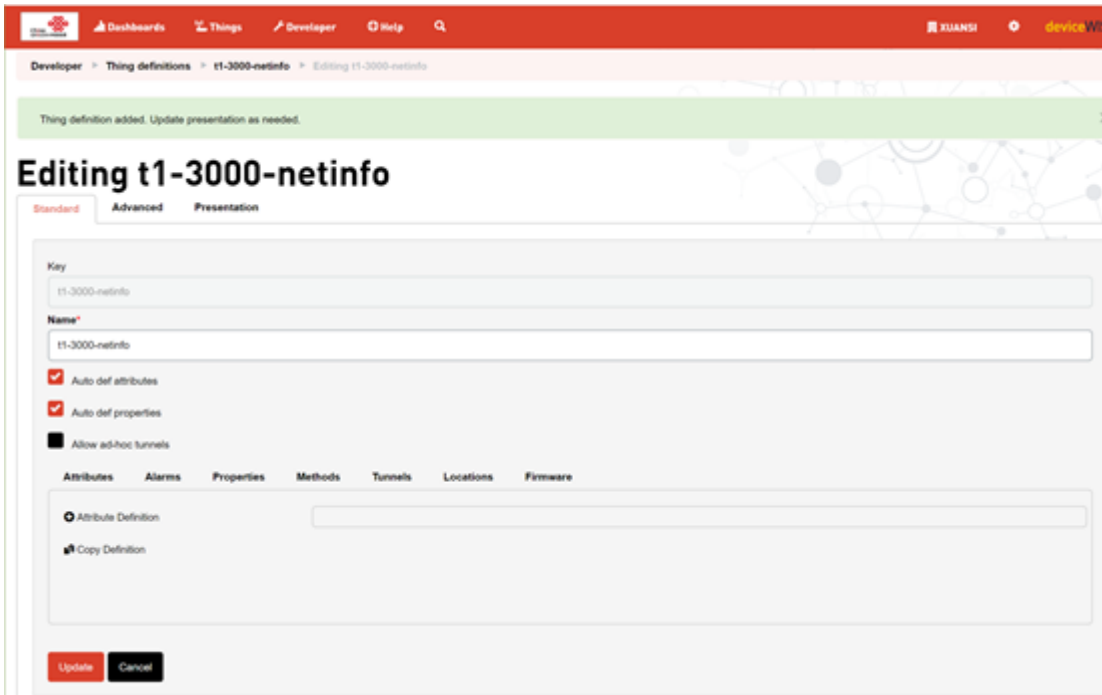 Dashboards Things Developer Help XUANSI deviceWI
Developer Thing definitions t1-3000-netinfo Editing t1-3000-netinfo
Thing definition added. Update presentation as needed.
Editing t1-3000-netinfo
Standard Advanced Presentation
Key
t1-3000-netinfo
Name*
t1-3000-netinfo
Auto def attributes
Auto def properties
Allow ad-hoc tunnels
Attributes Alarms Properties Methods Tunnels Locations Firmware
Attribute Definition
Copy Definition
Update Cancel